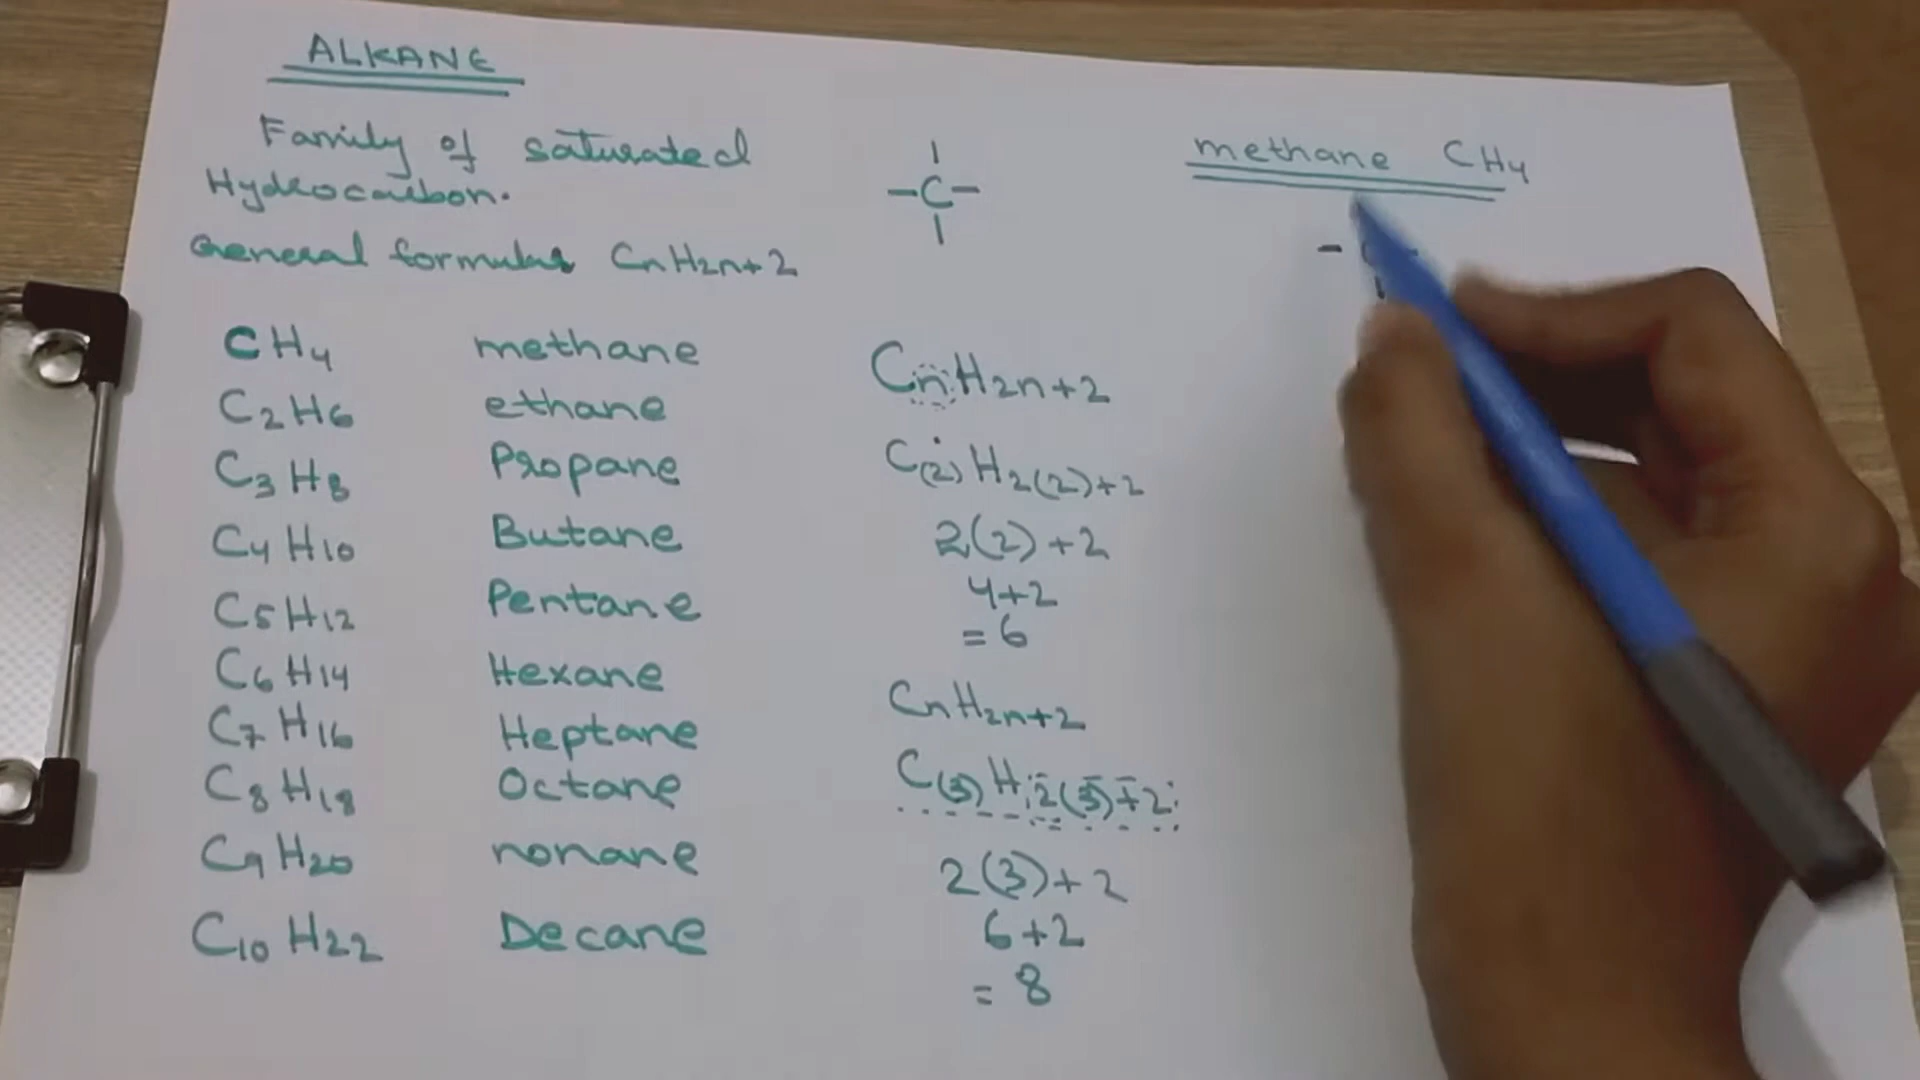 ALKANE
Family of saturated
Hydrocarbon.
General formular CnH2n+2
CH4 methane
C2H6 ethane
C3H8 Propane
C4H10 Butane
C5H12 Pentane
C6H14 Hexane
C7H16 Heptane
C8H18 Octane
C9H20 nonane
C10H22 Decane
C
CnH2n+2
C(2)H2(2)+2
2(2)+2
4+2
=6
CnH2n+2
C(3)H2(3)+2
2(3)+2
6+2
=8
methane CH4